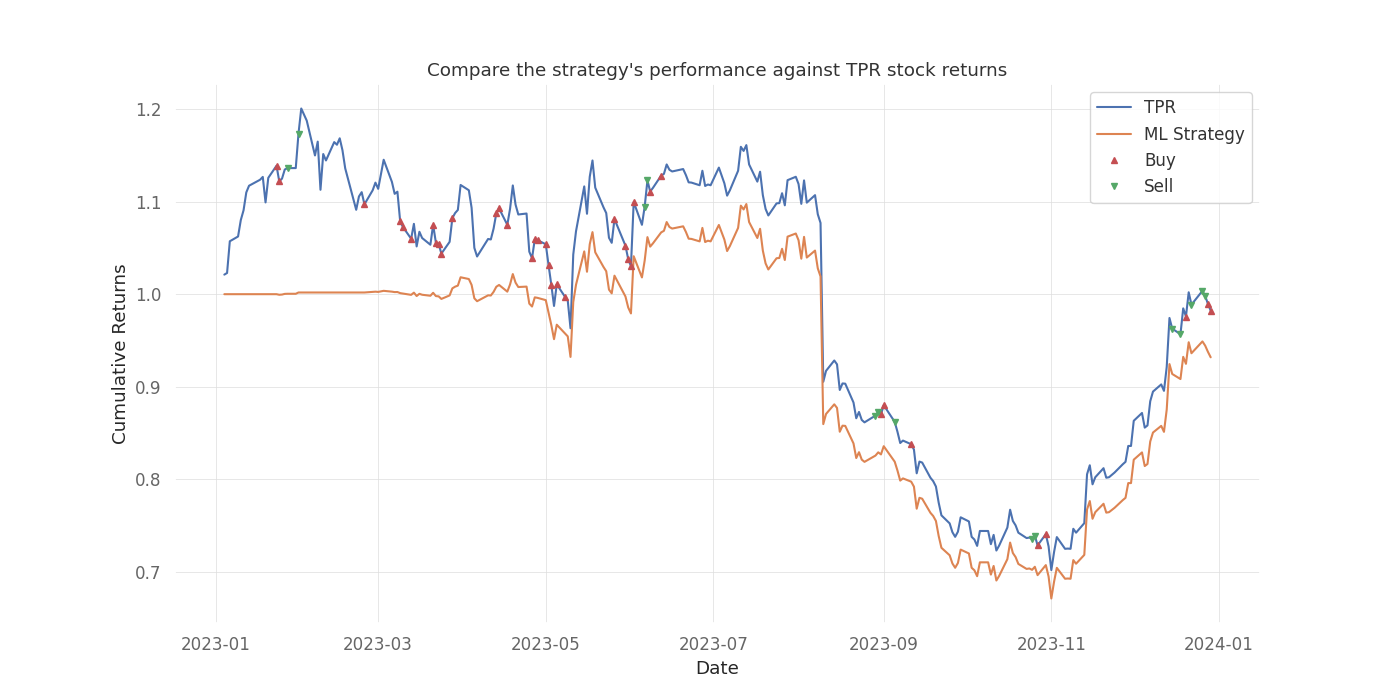 Compare the strategy's performance against TPR stock returns
TPR
ML Strategy
Buy
Sell
Cumulative Returns
1.2
1.1
1.0
0.9
0.8
0.7
2023-01
2023-03
2023-05
2023-07
2023-09
2023-11
2024-01
Date